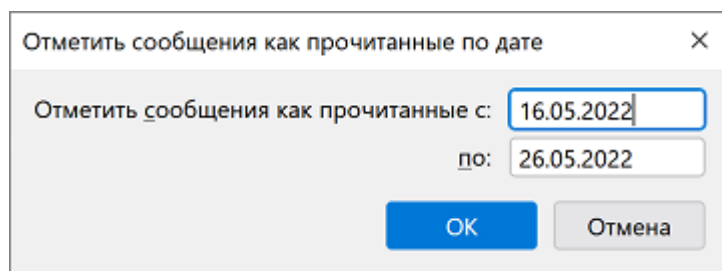 Отметить сообщения как прочитанные по дате
Отметить сообщения как прочитанные с: 16.05.2022
по: 26.05.2022
ОК Отмена